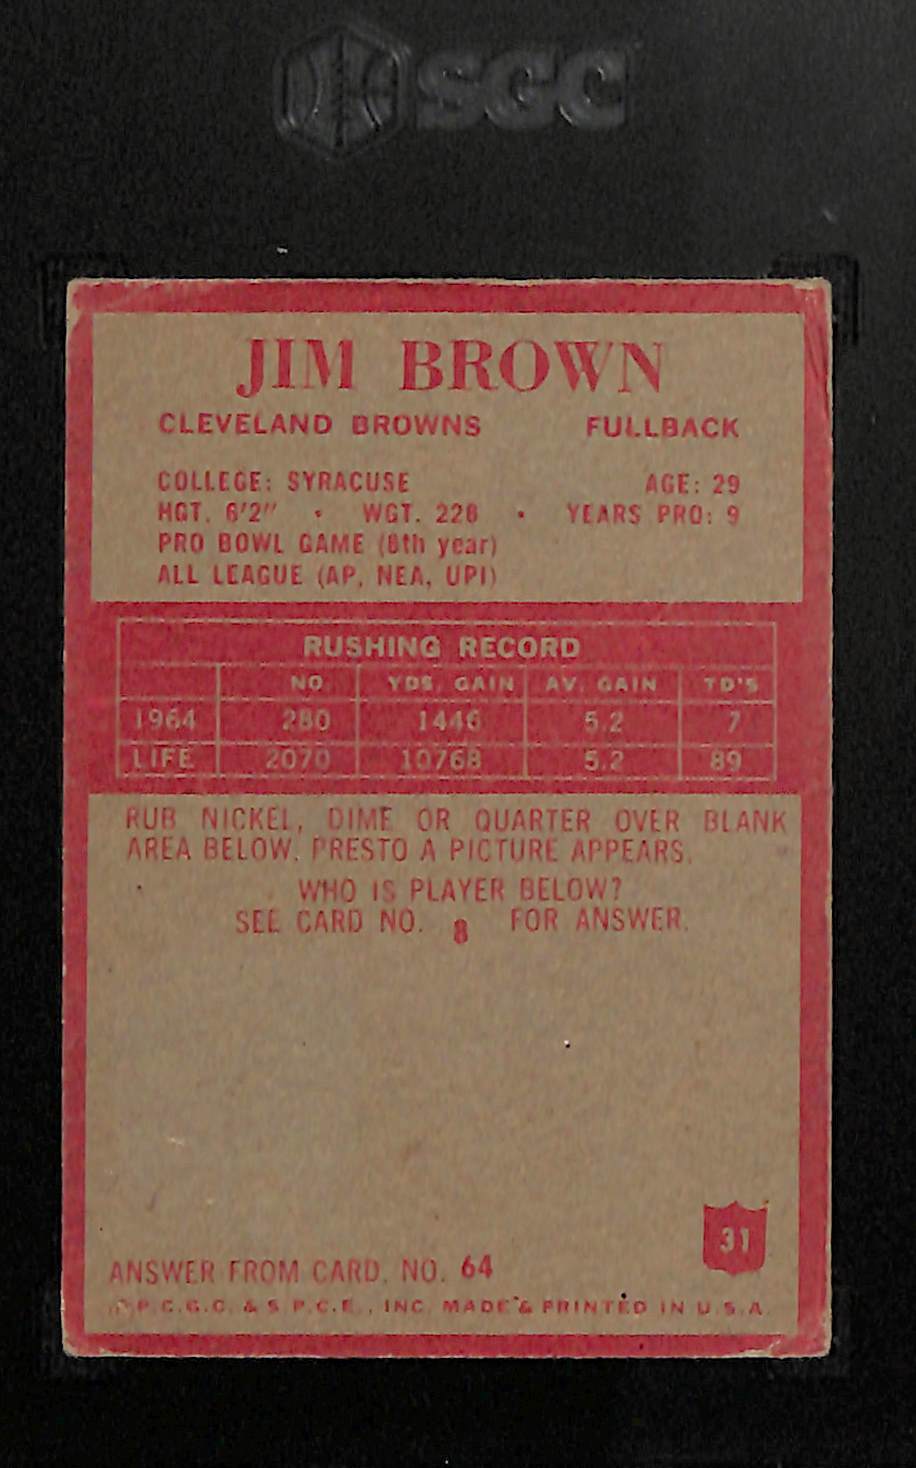 SGC
JIM BROWN
CLEVELAND BROWNS FULLBACK
COLLEGE: SYRACUSE AGE: 29
HGT. 6'2" • WGT. 228 • YEARS PRO: 9
PRO BOWL GAME (8th year)
ALL LEAGUE (AP, NEA, UPI)
RUSHING RECORD
NO. YDS. GAIN AV. GAIN TD'S
1964 280 1446 5.2 7
LIFE 2070 10768 5.2 89
RUB NICKEL, DIME OR QUARTER OVER BLANK
AREA BELOW. PRESTO A PICTURE APPEARS.
WHO IS PLAYER BELOW?
SEE CARD NO. 8 FOR ANSWER.
31
ANSWER FROM CARD. NO. 64
© P.C.G.C. & S.P.C.E., INC. MADE & PRINTED IN U.S.A.